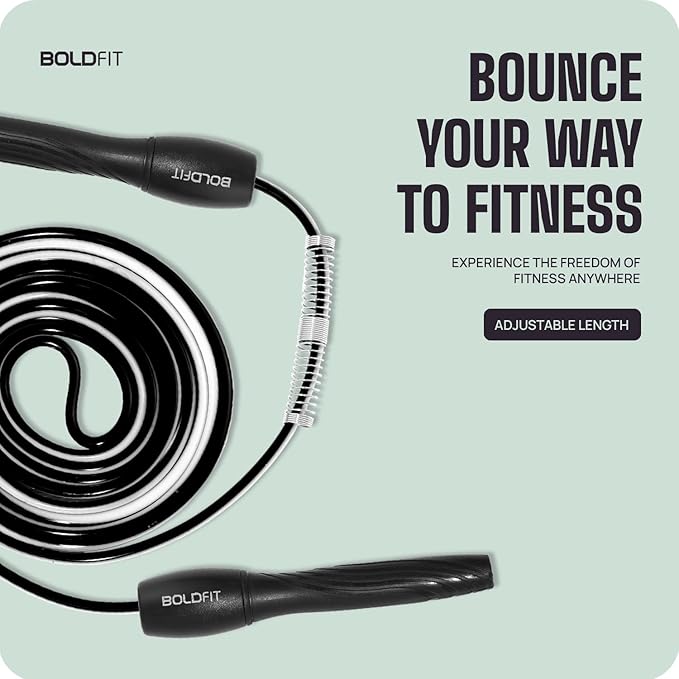 BOLDFIT
BOUNCE
YOUR WAY
TO FITNESS
EXPERIENCE THE FREEDOM OF
FITNESS ANYWHERE
ADJUSTABLE LENGTH
BOLDFIT
BOLDFIT